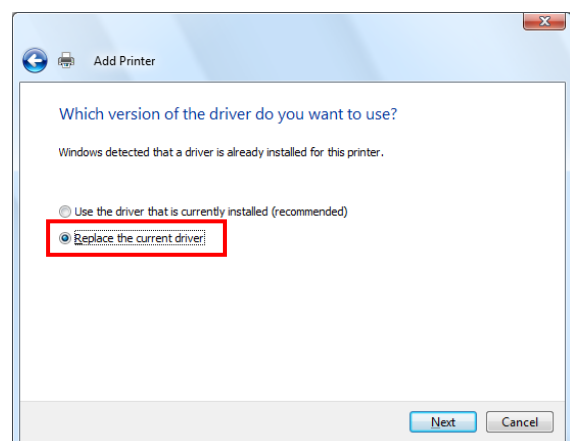 Add Printer
Which version of the driver do you want to use?
Windows detected that a driver is already installed for this printer.
Use the driver that is currently installed (recommended)
Replace the current driver
Next Cancel